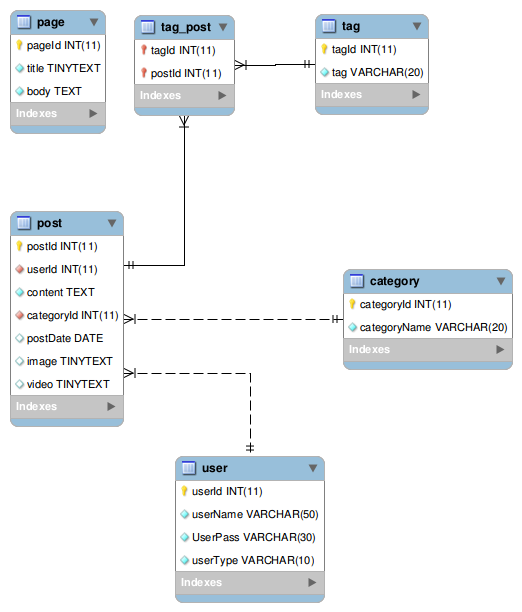 page
pageId INT(11)
title TINYTEXT
body TEXT
Indexes
tag_post
tagId INT(11)
postId INT(11)
Indexes
tag
tagId INT(11)
tag VARCHAR(20)
Indexes
post
postId INT(11)
userId INT(11)
content TEXT
categoryId INT(11)
postDate DATE
image TINYTEXT
video TINYTEXT
Indexes
category
categoryId INT(11)
categoryName VARCHAR(20)
Indexes
user
userId INT(11)
userName VARCHAR(50)
UserPass VARCHAR(30)
userType VARCHAR(10)
Indexes